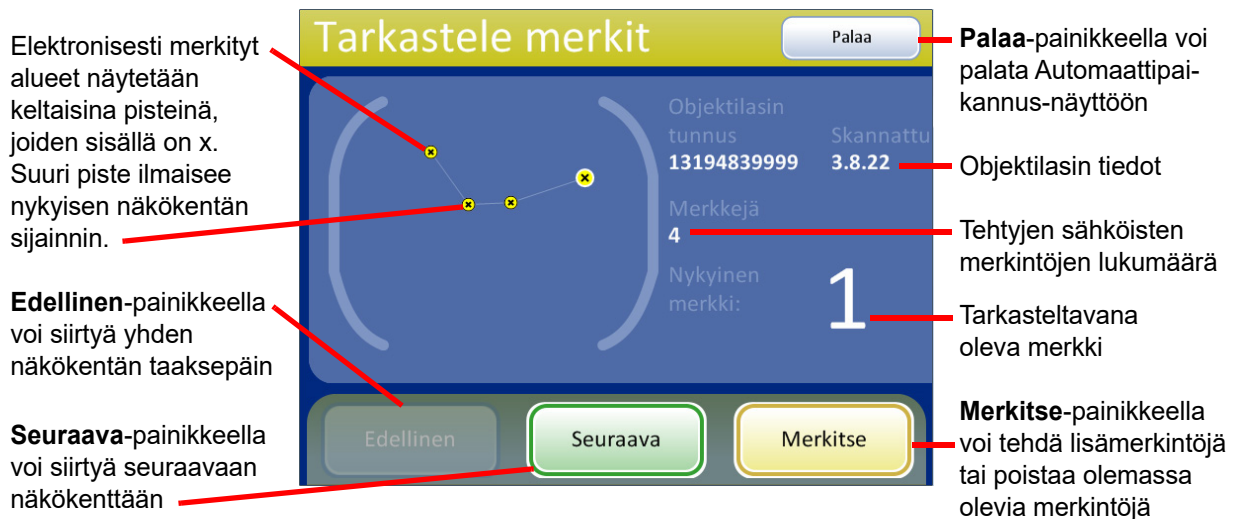 Elektronisesti merkityt
alueet näytetään
keltaisina pisteinä,
joiden sisällä on x.
Suuri piste ilmaisee
nykyisen näkökentän
sijainnin.
Edellinen-painikkeella
voi siirtyä yhden
näkökentän taaksepäin
Seuraava-painikkeella
voi siirtyä seuraavaan
näkökenttään
Tarkastele merkit
Palaa
Objektilasin
tunnus
Skannattu
13194839999
3.8.22
Merkkejä
4
Nykyinen
merkki:
1
Edellinen
Seuraava
Merkitse
Palaa-painikkeella voi
palata Automaattipai-
kannus-näyttöön
Objektilasin tiedot
Tehtyjen sähköisten
merkintöjen lukumäärä
Tarkasteltavana
oleva merkki
Merkitse-painikkeella
voi tehdä lisämerkintöjä
tai poistaa olemassa
olevia merkintöjä